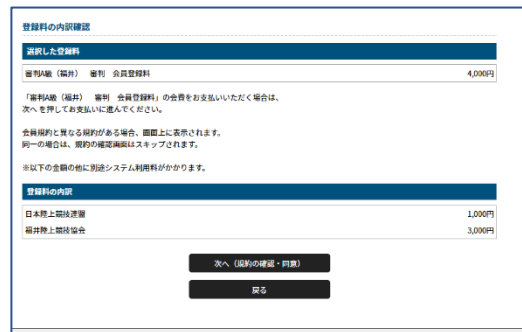 登録料の内訳確認
選択した登録料
審判A級（福井）　審判　会員登録料 4,000円
「審判A級（福井）　審判　会員登録料」の会費をお支払いいただく場合は、
次へ を押してお支払いに進んでください。
会員規約と異なる規約がある場合、画面上に表示されます。
同一の場合は、規約の確認画面はスキップされます。
※以下の金額の他に別途システム利用料がかかります。
登録料の内訳
日本陸上競技連盟 1,000円
福井陸上競技協会 3,000円
次へ（規約の確認・同意）
戻る